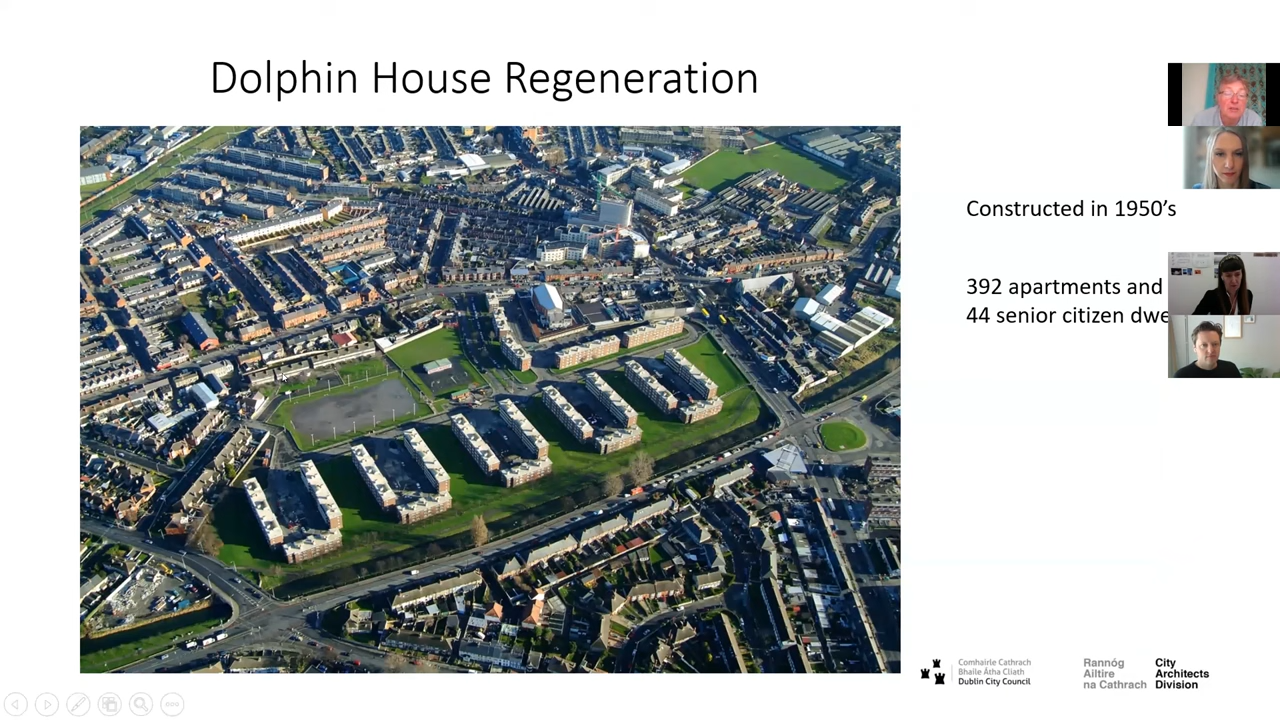 Dolphin House Regeneration
Constructed in 1950’s
392 apartments and
44 senior citizen dwe
Comhairle Cathrach
Bhaile Átha Cliath
Dublin City Council
Rannóg
Ailtire
na Cathrach
City
Architects
Division